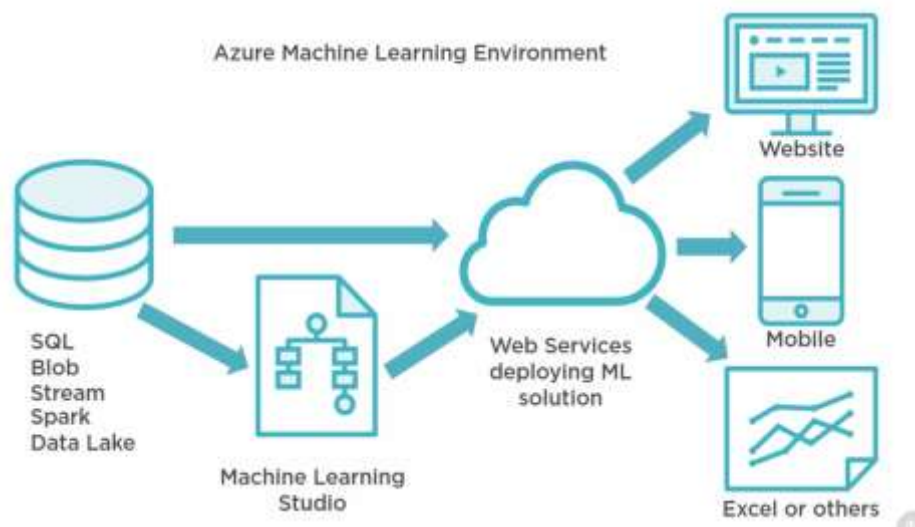 Azure Machine Learning Environment
Website
Mobile
SQL
Blob
Stream
Spark
Data Lake
Web Services
deploying ML
solution
Machine Learning
Studio
Excel or others